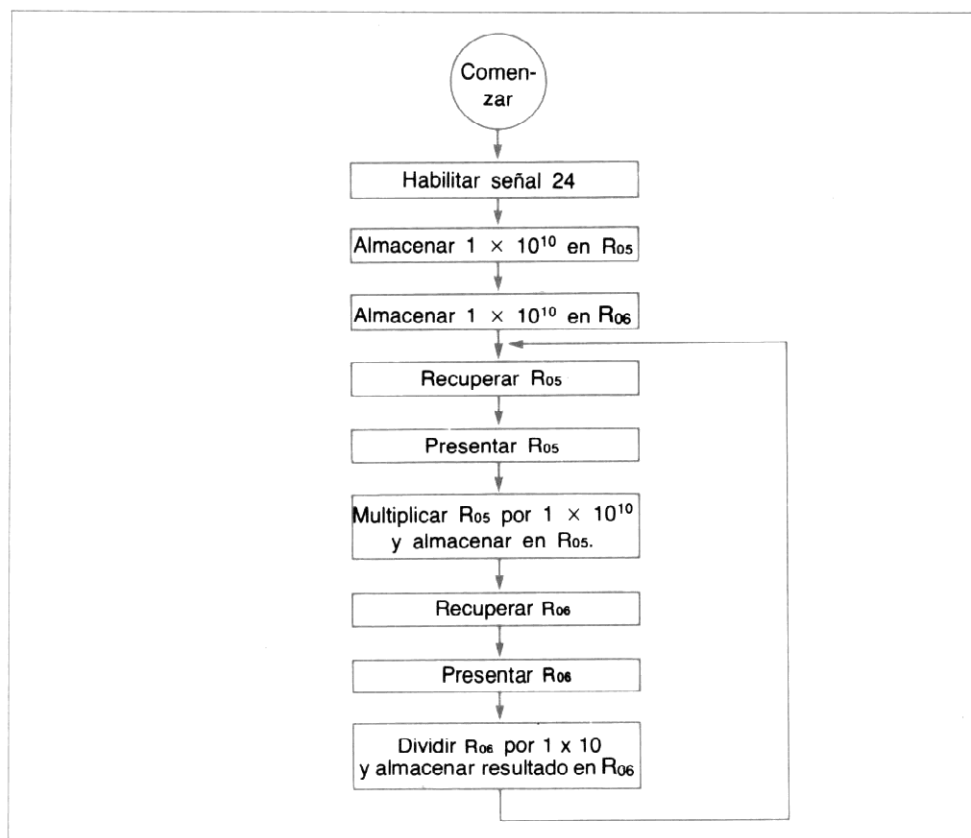 Comen-
zar
Habilitar señal 24
Almacenar 1 × 10¹⁰ en R₀₅
Almacenar 1 × 10¹⁰ en R₀₆
Recuperar R₀₅
Presentar R₀₅
Multiplicar R₀₅ por 1 × 10¹⁰
y almacenar en R₀₅.
Recuperar R₀₆
Presentar R₀₆
Dividir R₀₆ por 1 x 10
y almacenar resultado en R₀₆